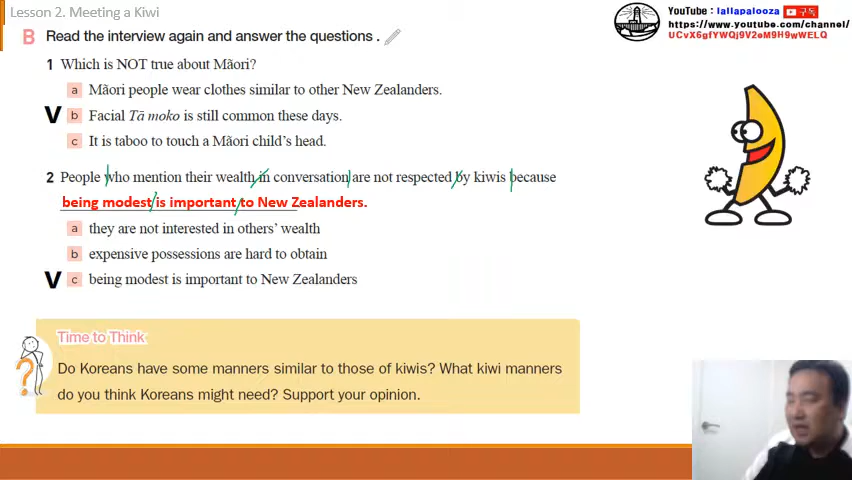 Lesson 2. Meeting a Kiwi
YouTube : lallapalooza 구독
https://www.youtube.com/channel/
UCvX6gfYWQj9V2eM9H9wWELQ
B Read the interview again and answer the questions .
1 Which is NOT true about Māori?
a Māori people wear clothes similar to other New Zealanders.
V b Facial Tā moko is still common these days.
c It is taboo to touch a Māori child's head.
2 People who mention their wealth in conversation are not respected by kiwis because
being modest is important to New Zealanders.
a they are not interested in others' wealth
b expensive possessions are hard to obtain
V c being modest is important to New Zealanders
Time to Think
?
Do Koreans have some manners similar to those of kiwis? What kiwi manners
do you think Koreans might need? Support your opinion.